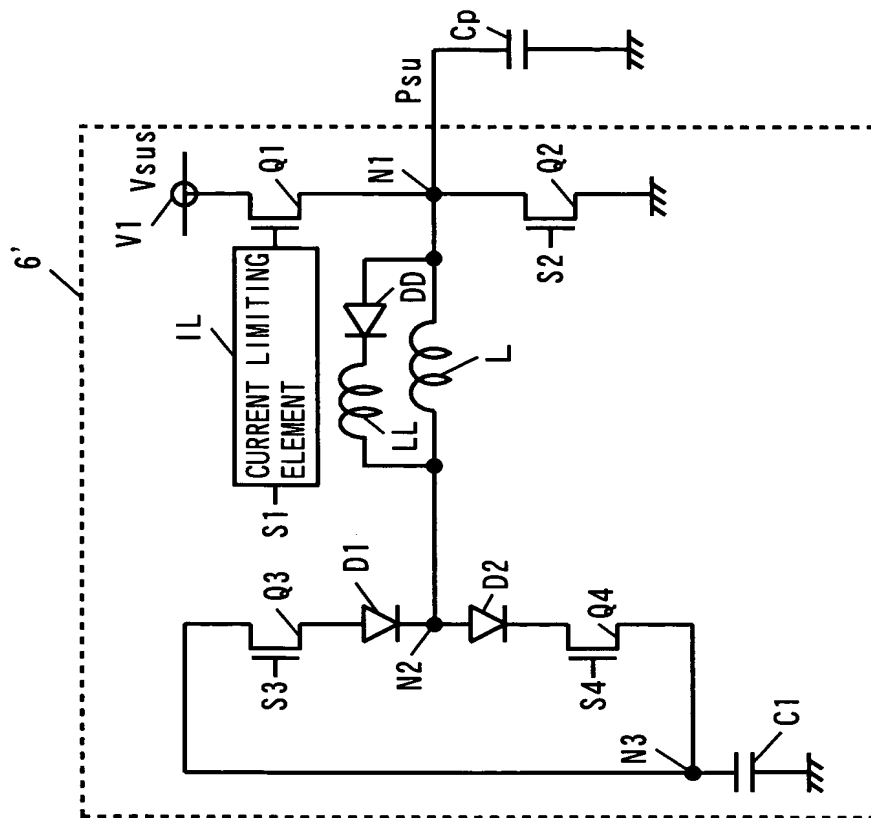 6'
V1
Vsus
Q1
IL
CURRENT LIMITING
ELEMENT
S1
Psu
Cp
N1
DD
LL
L
Q2
S2
Q3
S3
D1
N2
D2
Q4
S4
N3
C1